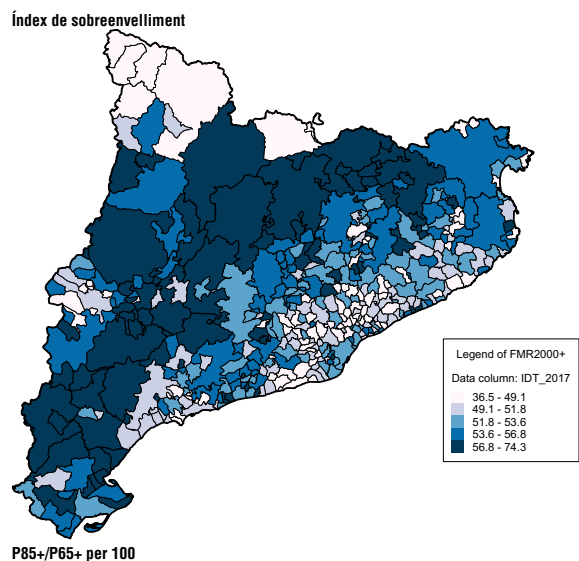 Índex de sobreenvelliment
Legend of FMR2000+
Data column: IDT_2017
36.5 - 49.1
49.1 - 51.8
51.8 - 53.6
53.6 - 56.8
56.8 - 74.3
P85+/P65+ per 100